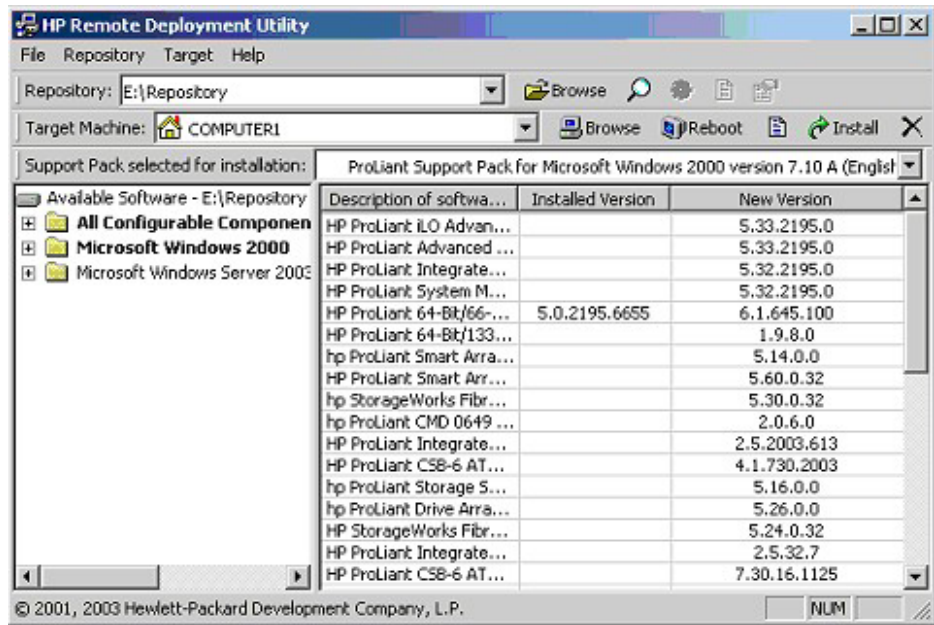 HP Remote Deployment Utility
File Repository Target Help
Repository: E:\Repository Browse
Target Machine: COMPUTER1 Browse Reboot Install
Support Pack selected for installation: ProLiant Support Pack for Microsoft Windows 2000 version 7.10 A (English
Available Software - E:\Repository
All Configurable Componen
Microsoft Windows 2000
Microsoft Windows Server 2003
Description of softwa... Installed Version New Version
HP ProLiant iLO Advan... 5.33.2195.0
HP ProLiant Advanced ... 5.33.2195.0
HP ProLiant Integrate... 5.32.2195.0
HP ProLiant System M... 5.32.2195.0
HP ProLiant 64-Bit/66-... 5.0.2195.6655 6.1.645.100
HP ProLiant 64-Bit/133... 1.9.8.0
hp ProLiant Smart Arra... 5.14.0.0
HP ProLiant Smart Arr... 5.60.0.32
hp StorageWorks Fibr... 5.30.0.32
hp ProLiant CMD 0649 ... 2.0.6.0
HP ProLiant Integrate... 2.5.2003.613
HP ProLiant CSB-6 AT... 4.1.730.2003
hp ProLiant Storage S... 5.16.0.0
hp ProLiant Drive Arra... 5.26.0.0
HP StorageWorks Fibr... 5.24.0.32
HP ProLiant Integrate... 2.5.32.7
HP ProLiant CSB-6 AT... 7.30.16.1125
© 2001, 2003 Hewlett-Packard Development Company, L.P. NUM